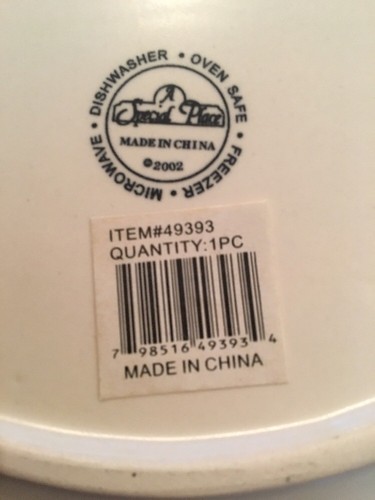 DISHWASHER • OVEN SAFE • FREEZER • MICROWAVE •
A
Special Place
MADE IN CHINA
©2002
ITEM#49393
QUANTITY:1PC
7 98516 49393 4
MADE IN CHINA